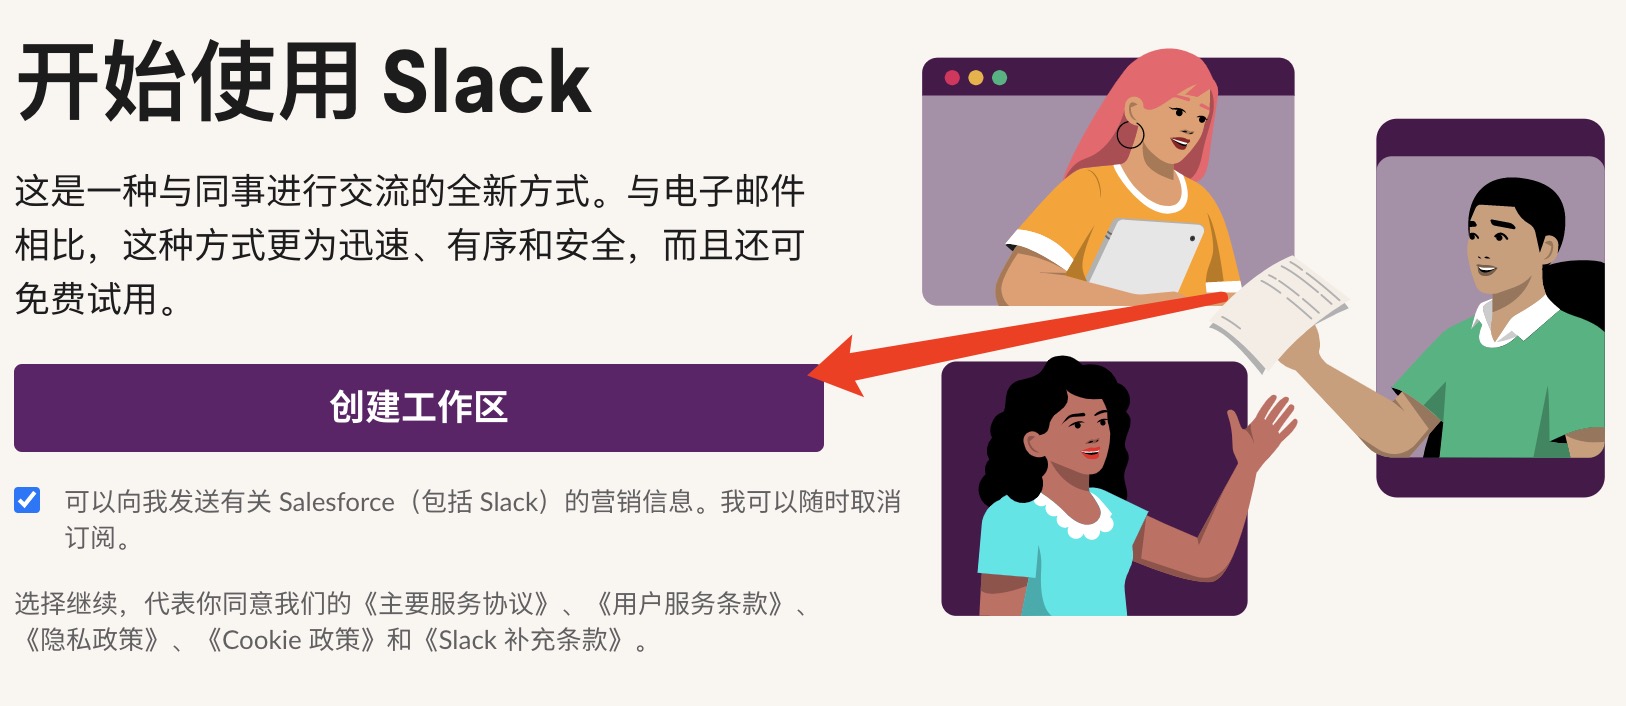 开始使用 Slack
这是一种与同事进行交流的全新方式。与电子邮件
相比，这种方式更为迅速、有序和安全，而且还可
免费试用。
创建工作区
可以向我发送有关 Salesforce（包括 Slack）的营销信息。我可以随时取消
订阅。
选择继续，代表你同意我们的《主要服务协议》、《用户服务条款》、
《隐私政策》、《Cookie 政策》和《Slack 补充条款》。